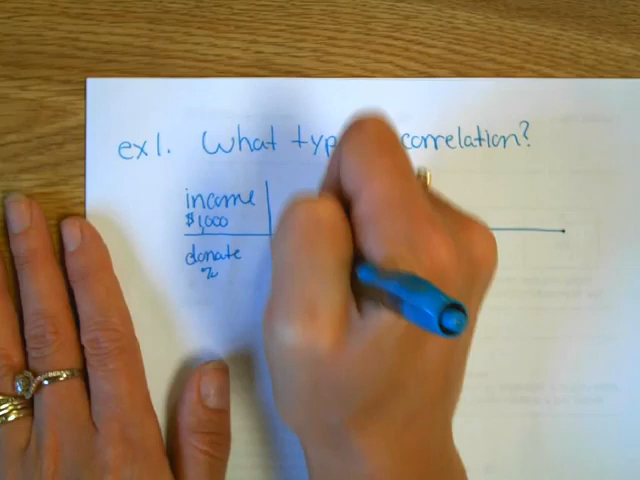 ex1. What typ correlation?
income
$1,000
donate
%